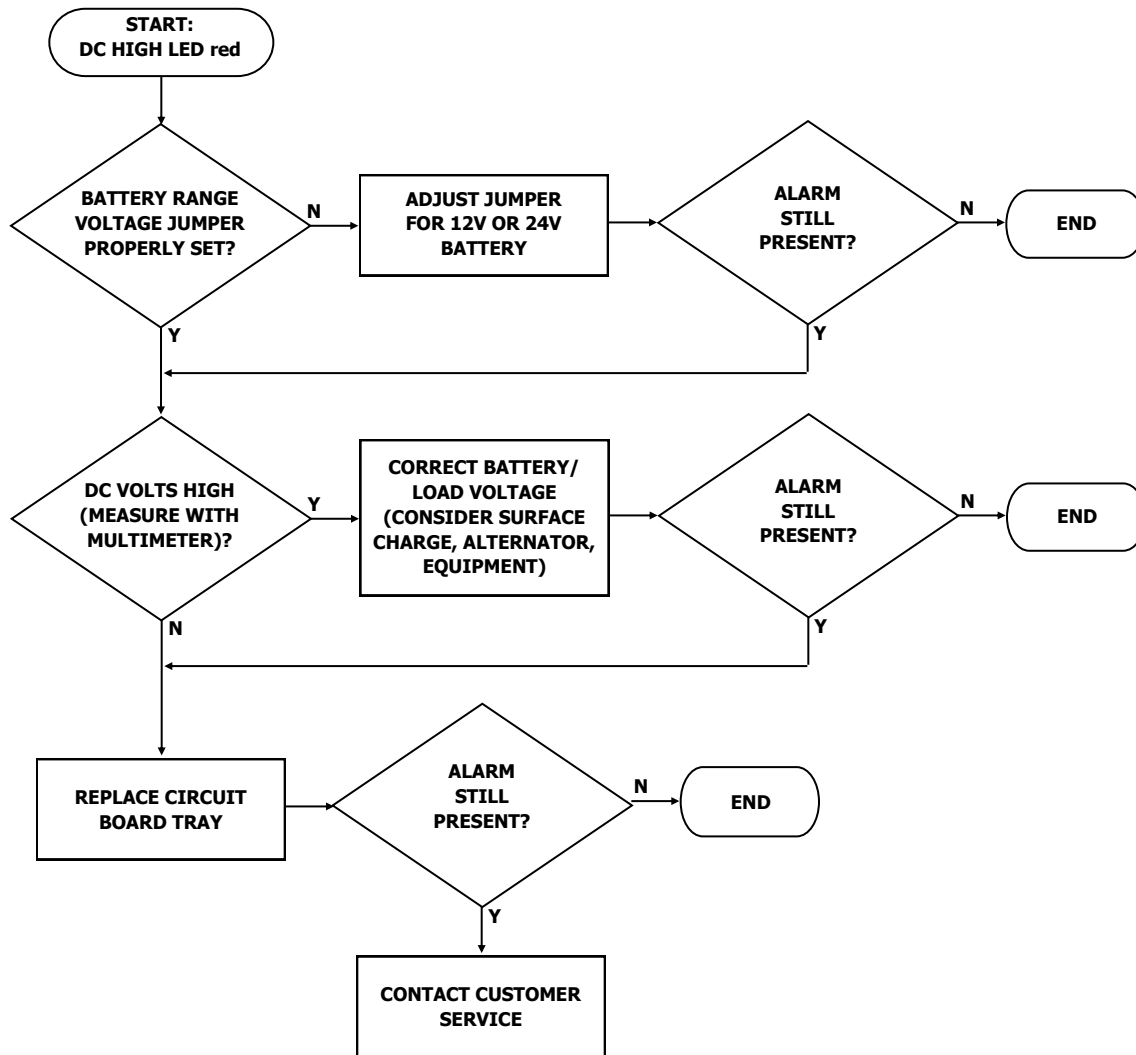 START:
DC HIGH LED red
BATTERY RANGE
VOLTAGE JUMPER
PROPERLY SET?
N
ADJUST JUMPER
FOR 12V OR 24V
BATTERY
ALARM
STILL
PRESENT?
N
END
Y
Y
DC VOLTS HIGH
(MEASURE WITH
MULTIMETER)?
Y
CORRECT BATTERY/
LOAD VOLTAGE
(CONSIDER SURFACE
CHARGE, ALTERNATOR,
EQUIPMENT)
ALARM
STILL
PRESENT?
N
END
N
Y
REPLACE CIRCUIT
BOARD TRAY
ALARM
STILL
PRESENT?
N
END
Y
CONTACT CUSTOMER
SERVICE